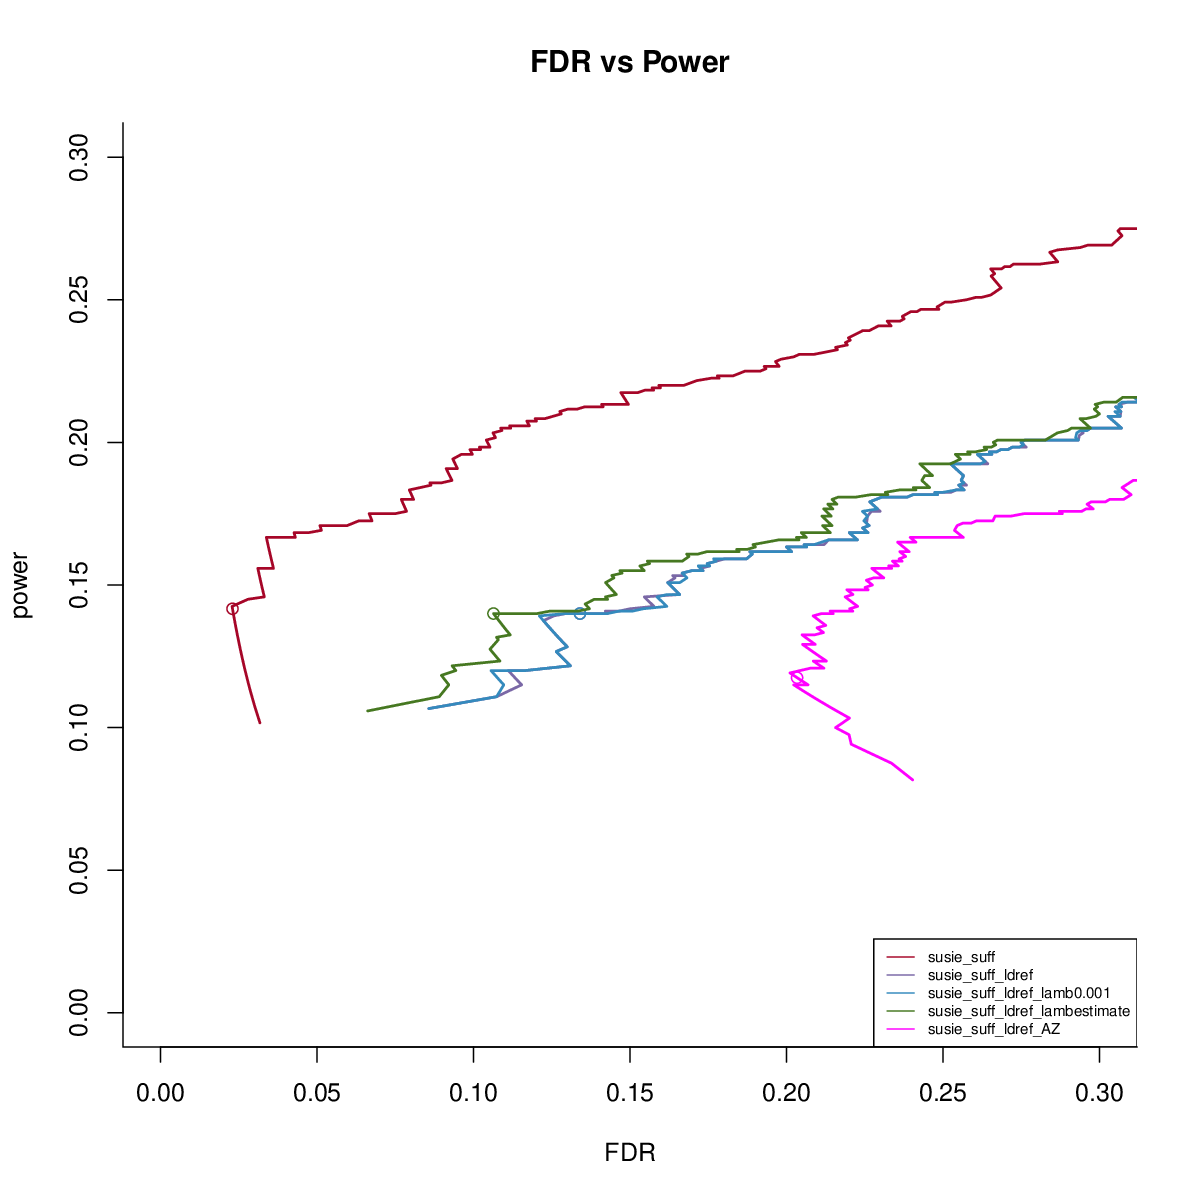 FDR vs Power
power
0.30
0.25
0.20
0.15
0.10
0.05
0.00
susie_suff
susie_suff_ldref
susie_suff_ldref_lamb0.001
susie_suff_ldref_lambestimate
susie_suff_ldref_AZ
0.00 0.05 0.10 0.15 0.20 0.25 0.30
FDR